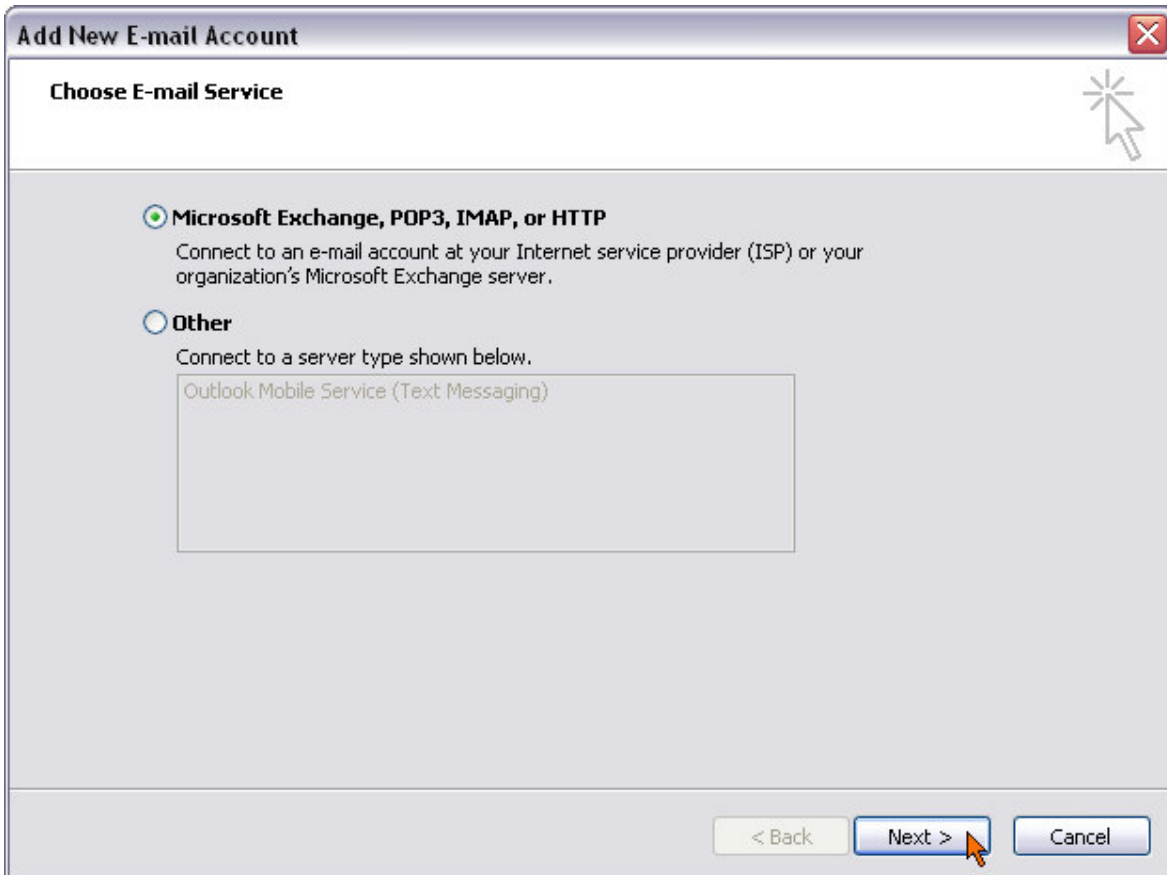 Add New E-mail Account
Choose E-mail Service
Microsoft Exchange, POP3, IMAP, or HTTP
Connect to an e-mail account at your Internet service provider (ISP) or your
organization's Microsoft Exchange server.
Other
Connect to a server type shown below.
Outlook Mobile Service (Text Messaging)
< Back Next > Cancel